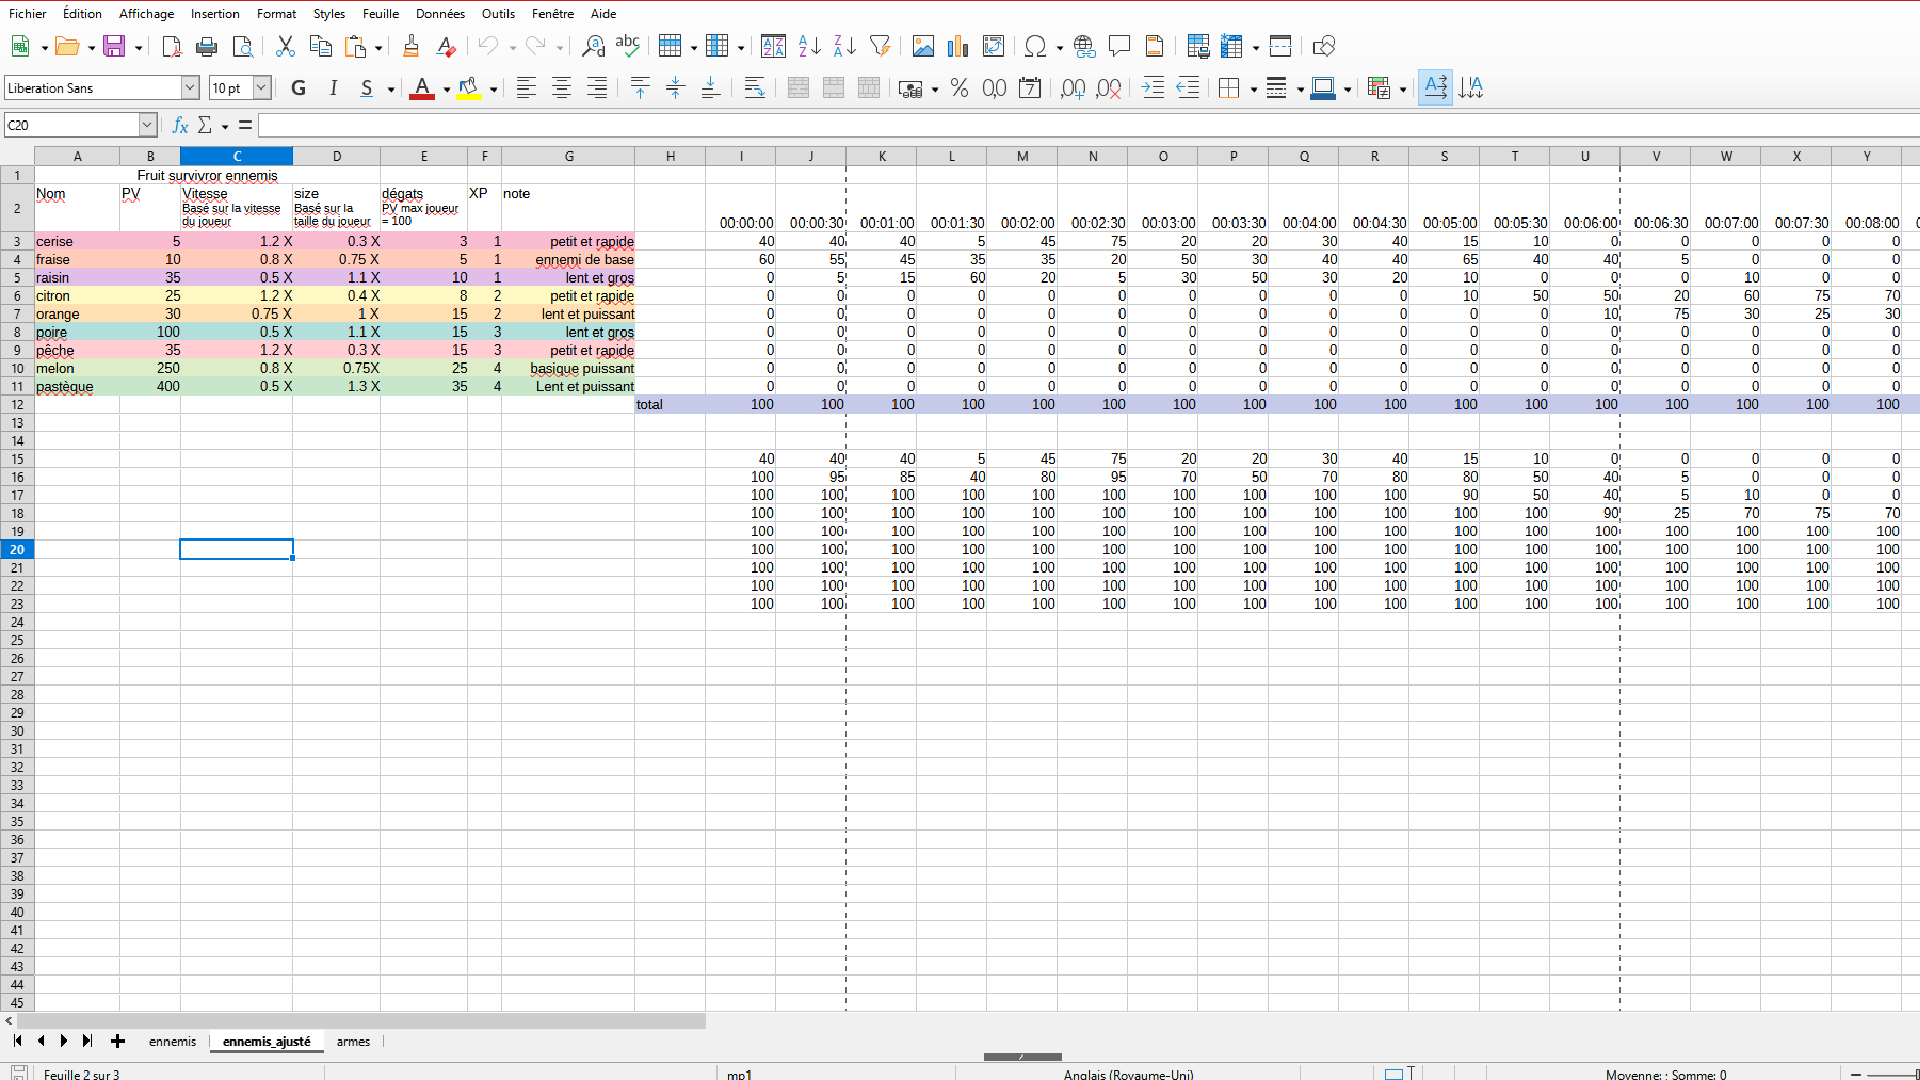 Fichier Édition Affichage Insertion Format Styles Feuille Données Outils Fenêtre Aide
Liberation Sans 10 pt G I S
C20
A B C D E F G H I J K L M N O P Q R S T U V W X Y
1 Fruit survivror ennemis
2 Nom PV Vitesse size dégats XP note
Basé sur la vitesse Basé sur la PV max joueur
du joueur taille du joueur = 100
00:00:00 00:00:30 00:01:00 00:01:30 00:02:00 00:02:30 00:03:00 00:03:30 00:04:00 00:04:30 00:05:00 00:05:30 00:06:00 00:06:30 00:07:00 00:07:30 00:08:00
3 cerise 5 1.2 X 0.3 X 3 1 petit et rapide 40 40 40 5 45 75 20 20 30 40 15 10 0 0 0 0 0
4 fraise 10 0.8 X 0.75 X 5 1 ennemi de base 60 55 45 35 35 20 50 30 40 40 65 40 40 5 0 0 0
5 raisin 35 0.5 X 1.1 X 10 1 lent et gros 0 5 15 60 20 5 30 50 30 20 10 0 0 0 10 0 0
6 citron 25 1.2 X 0.4 X 8 2 petit et rapide 0 0 0 0 0 0 0 0 0 0 10 50 50 20 60 75 70
7 orange 30 0.75 X 1 X 15 2 lent et puissant 0 0 0 0 0 0 0 0 0 0 0 0 10 75 30 25 30
8 poire 100 0.5 X 1.1 X 15 3 lent et gros 0 0 0 0 0 0 0 0 0 0 0 0 0 0 0 0 0
9 pêche 35 1.2 X 0.3 X 15 3 petit et rapide 0 0 0 0 0 0 0 0 0 0 0 0 0 0 0 0 0
10 melon 250 0.8 X 0.75X 25 4 basique puissant 0 0 0 0 0 0 0 0 0 0 0 0 0 0 0 0 0
11 pastèque 400 0.5 X 1.3 X 35 4 Lent et puissant 0 0 0 0 0 0 0 0 0 0 0 0 0 0 0 0 0
12 total 100 100 100 100 100 100 100 100 100 100 100 100 100 100 100 100 100
13
14
15 40 40 40 5 45 75 20 20 30 40 15 10 0 0 0 0 0
16 100 95 85 40 80 95 70 50 70 80 80 50 40 5 0 0 0
17 100 100 100 100 100 100 100 100 100 100 90 50 40 5 10 0 0
18 100 100 100 100 100 100 100 100 100 100 100 100 90 25 70 75 70
19 100 100 100 100 100 100 100 100 100 100 100 100 100 100 100 100 100
20 100 100 100 100 100 100 100 100 100 100 100 100 100 100 100 100 100
21 100 100 100 100 100 100 100 100 100 100 100 100 100 100 100 100 100
22 100 100 100 100 100 100 100 100 100 100 100 100 100 100 100 100 100
23 100 100 100 100 100 100 100 100 100 100 100 100 100 100 100 100 100
24
25
26
27
28
29
30
31
32
33
34
35
36
37
38
39
40
41
42
43
44
45
ennemis ennemis_ajusté armes
Feuille 2 sur 3 mp1 Anglais (Royaume-Uni) Moyenne: ; Somme: 0